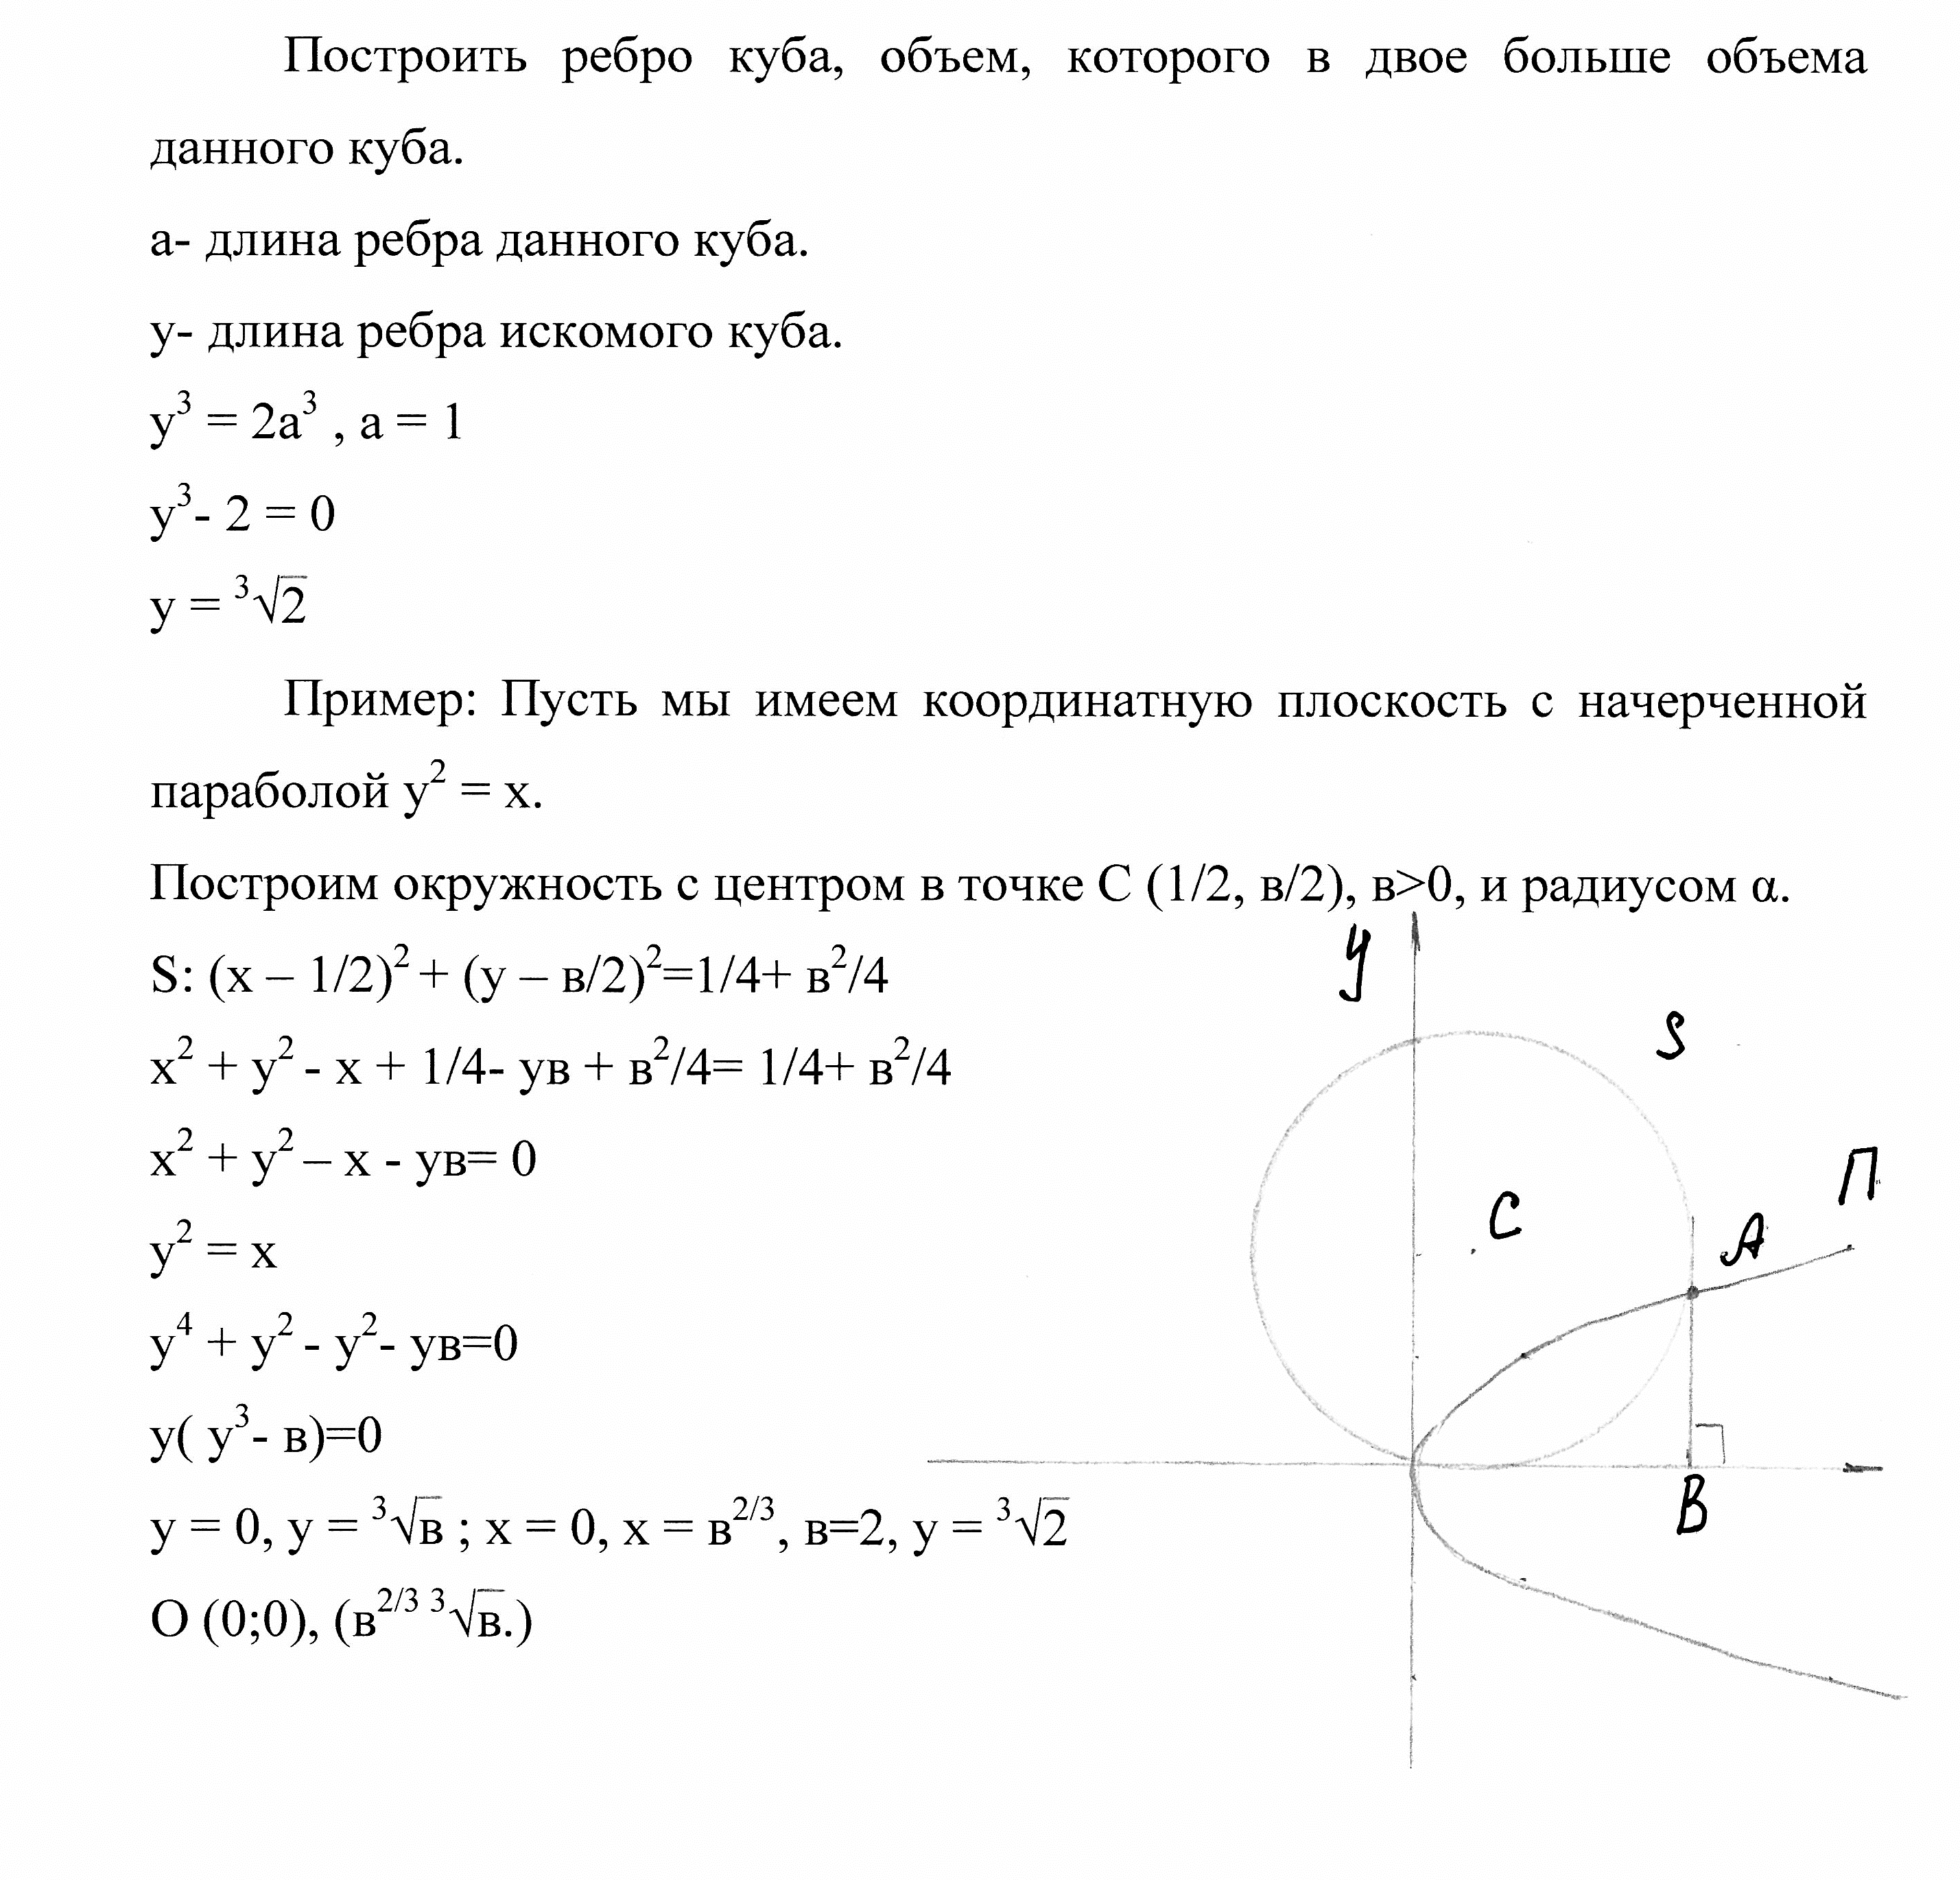 Построить ребро куба, объем, которого в двое больше объема
данного куба.
а- длина ребра данного куба.
у- длина ребра искомого куба.
у³ = 2а³ , а = 1
у³- 2 = 0
у = ³√2
Пример: Пусть мы имеем координатную плоскость с начерченной
параболой у² = х.
Построим окружность с центром в точке С (1/2, в/2), в>0, и радиусом α.
S: (х – 1/2)² + (у – в/2)²=1/4+ в²/4
х² + у² - х + 1/4- ув + в²/4= 1/4+ в²/4
х² + у² – х - ув= 0
у² = х
у⁴ + у² - у²- ув=0
у( у³- в)=0
у = 0, у = ³√в ; х = 0, х = в²/³, в=2, у = ³√2
О (0;0), (в²/³ ³√в.)
У
S
П
С
А
В